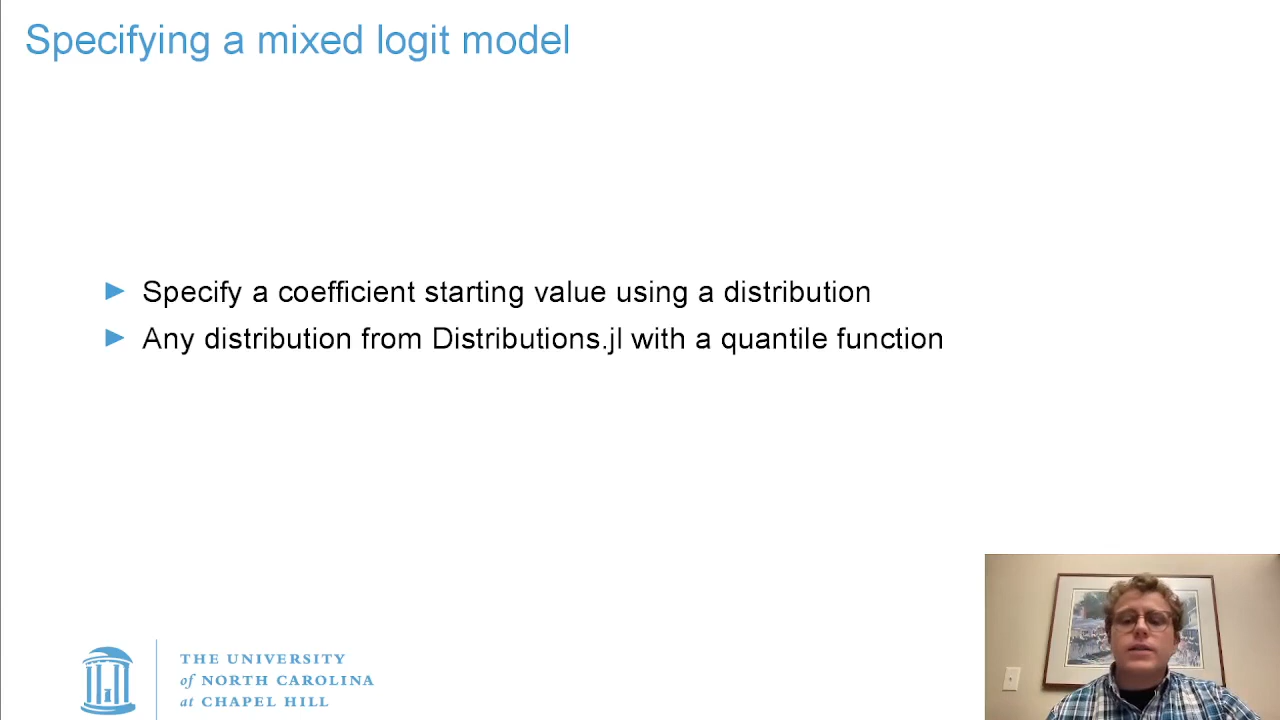 Specifying a mixed logit model
Specify a coefficient starting value using a distribution
Any distribution from Distributions.jl with a quantile function
THE UNIVERSITY
of NORTH CAROLINA
at CHAPEL HILL